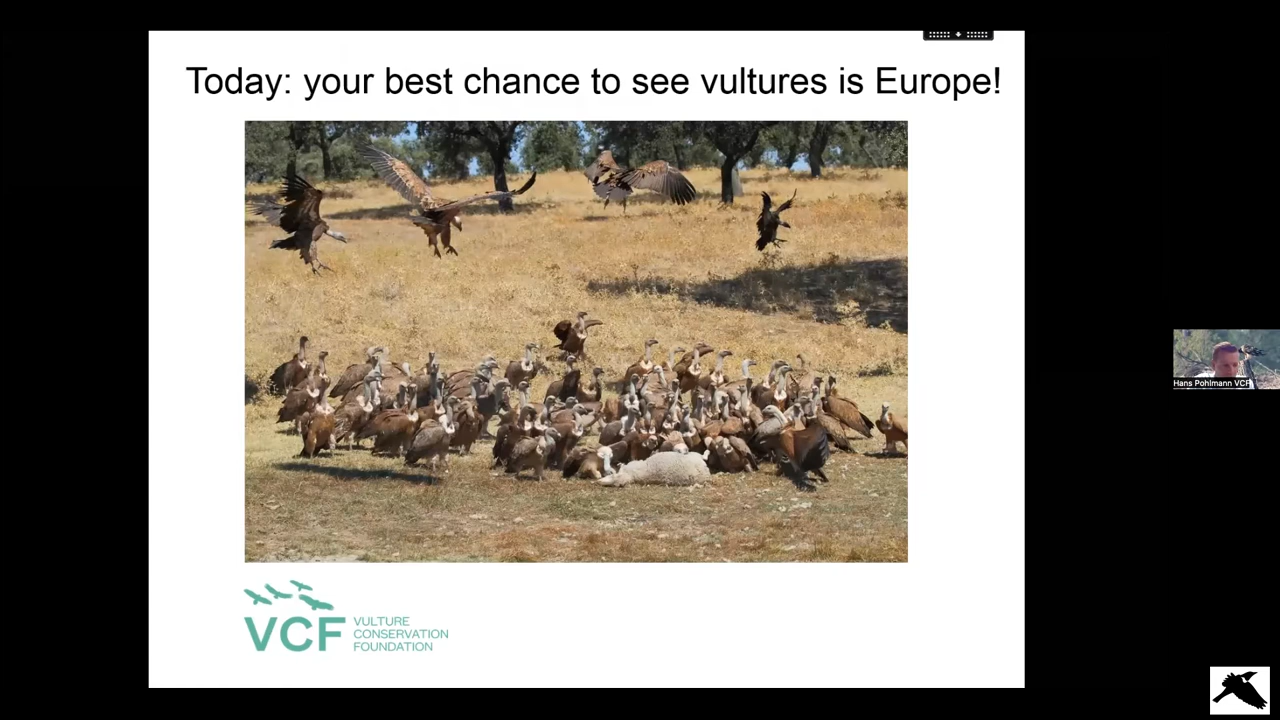 Today: your best chance to see vultures is Europe!
Hans Pohlmann VCF
VCF
VULTURE
CONSERVATION
FOUNDATION